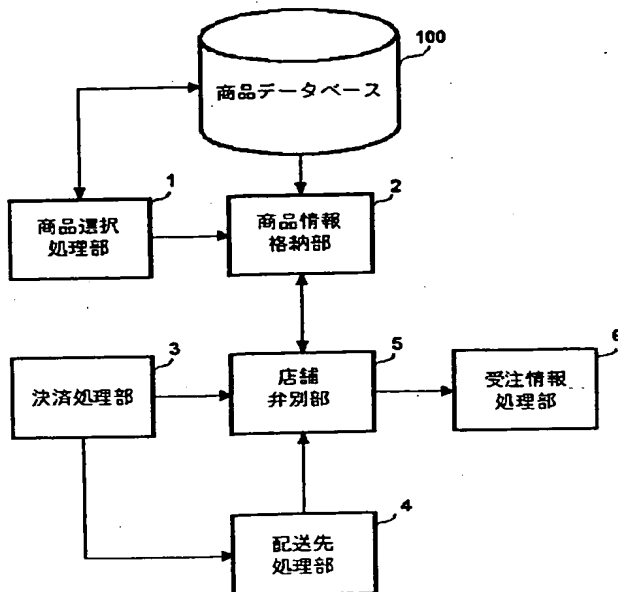 100
商品データベース
1
商品選択
処理部
2
商品情報
格納部
3
決済処理部
5
店舗
弁別部
6
受注情報
処理部
4
配送先
処理部